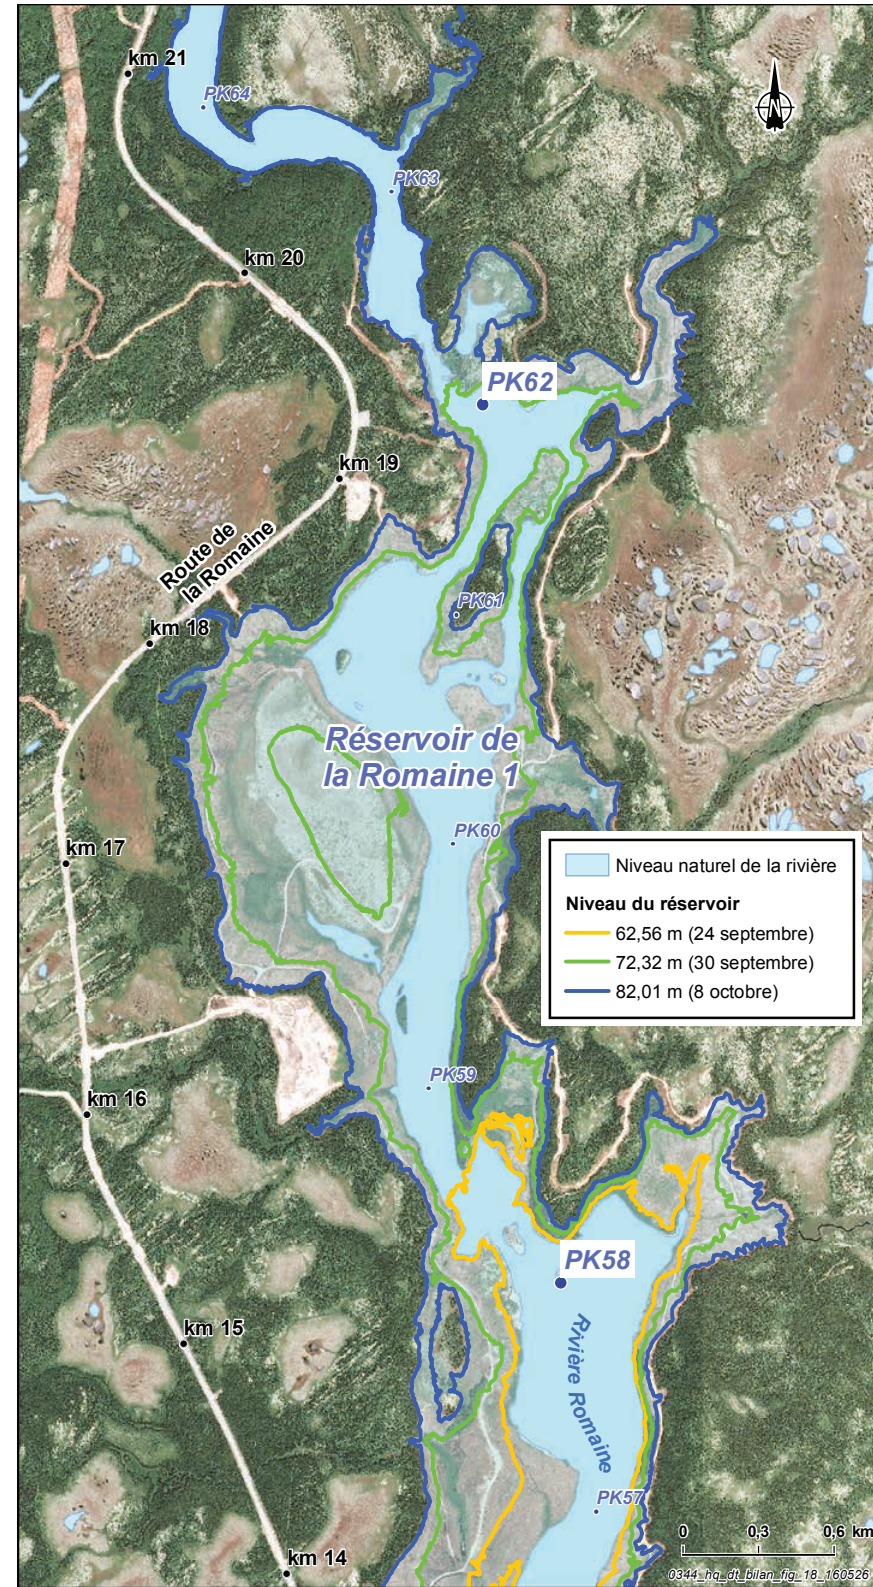 km 21
PK64
N
PK63
km 20
PK62
km 19
Route de
la Romaine
PK61
km 18
Réservoir de
la Romaine 1
PK60
km 17
Niveau naturel de la rivière
Niveau du réservoir
62,56 m (24 septembre)
72,32 m (30 septembre)
82,01 m (8 octobre)
PK59
km 16
PK58
km 15
Rivière Romaine
PK57
0 0,3 0,6 km
km 14
0344_hq_dt_bilan_fig_18_160526